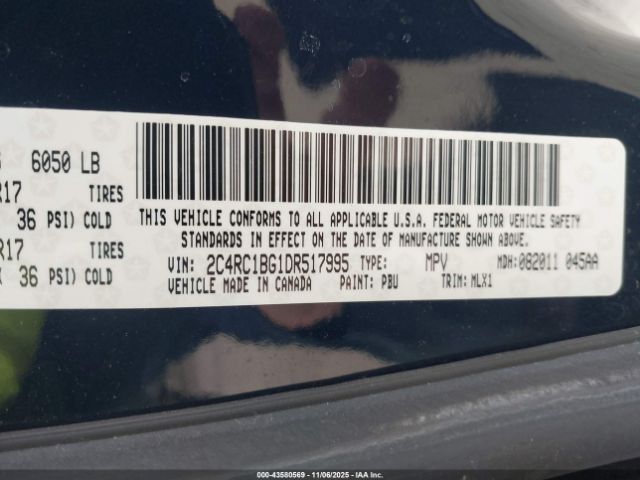 6050 LB
R17 TIRES
36 PSI) COLD
R17 TIRES
36 PSI) COLD
THIS VEHICLE CONFORMS TO ALL APPLICABLE U.S.A. FEDERAL MOTOR VEHICLE SAFETY
STANDARDS IN EFFECT ON THE DATE OF MANUFACTURE SHOWN ABOVE.
VIN: 2C4RC1BG1DR517995 TYPE: MPV MDH:082011 045AA
VEHICLE MADE IN CANADA PAINT: PBU TRIM: MLX1
000-43580569 - 11/06/2025 - IAA Inc.